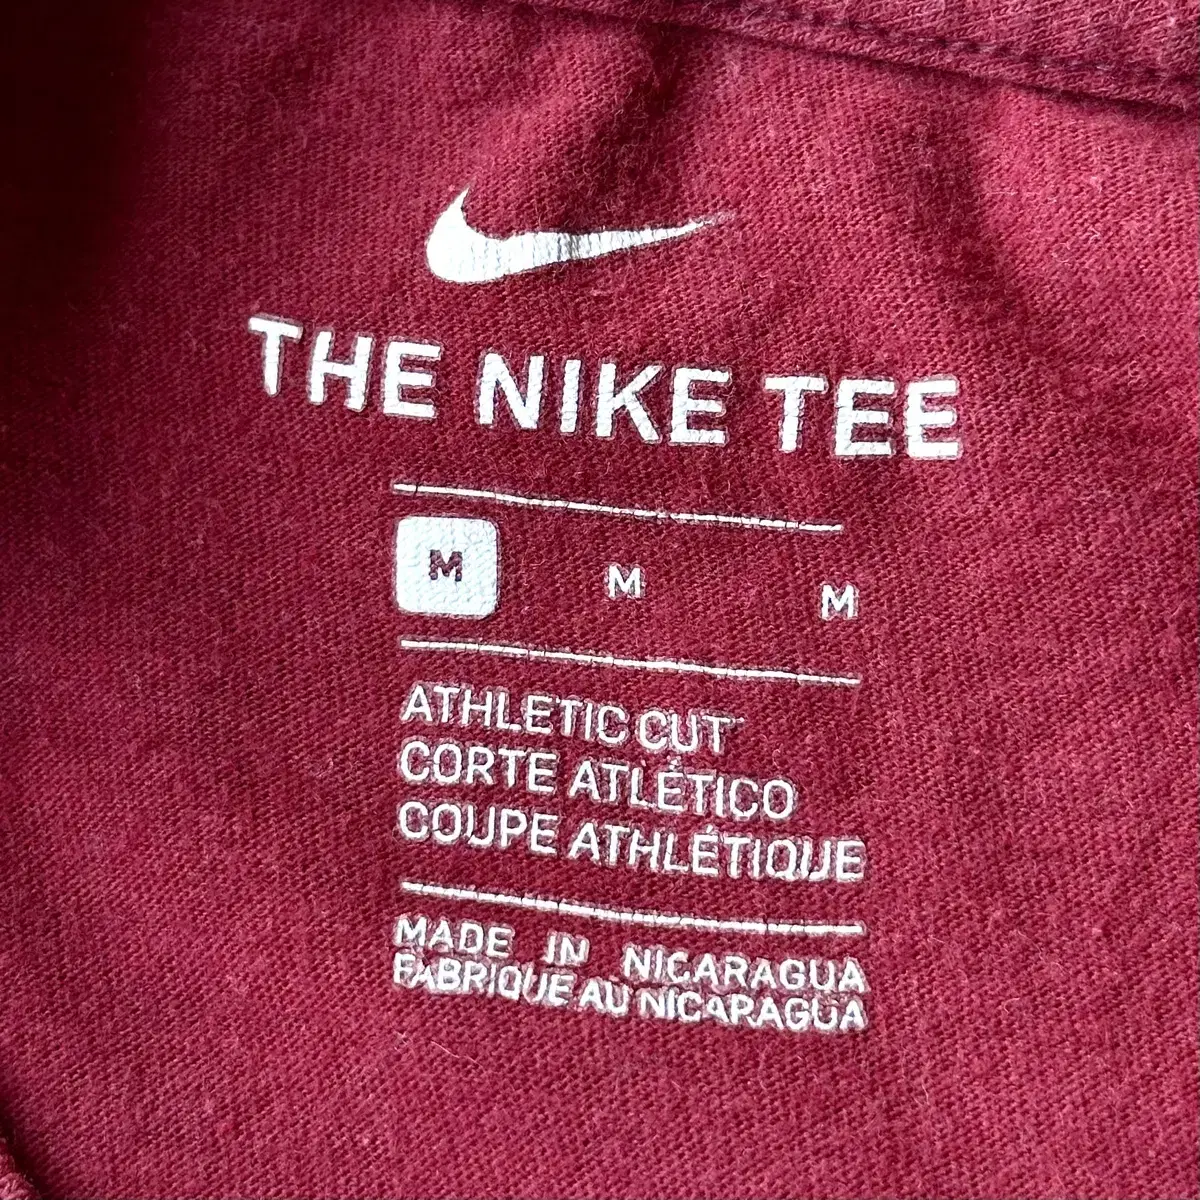 THE NIKE TEE
M M M
ATHLETIC CUT
CORTE ATLÉTICO
COUPE ATHLÉTIQUE
MADE IN NICARAGUA
FABRIQUE AU NICARAGUA